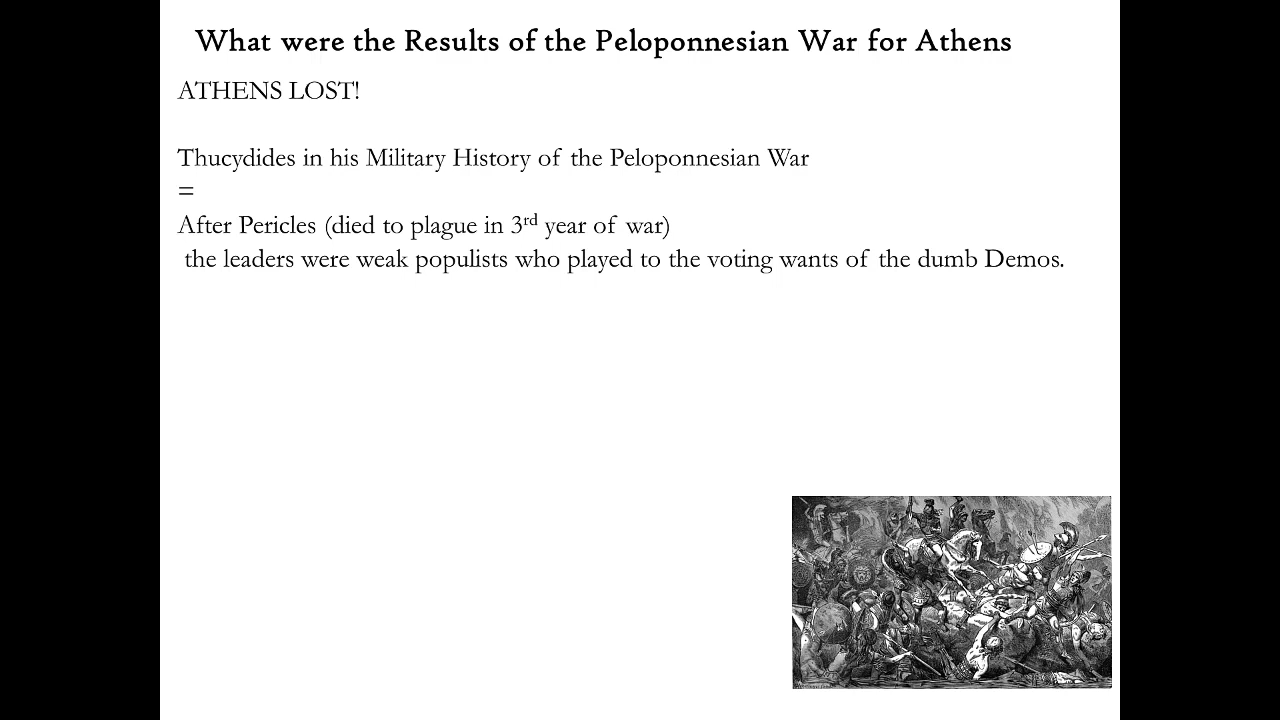 What were the Results of the Peloponnesian War for Athens
ATHENS LOST!
Thucydides in his Military History of the Peloponnesian War
=
After Pericles (died to plague in 3rd year of war)
the leaders were weak populists who played to the voting wants of the dumb Demos.